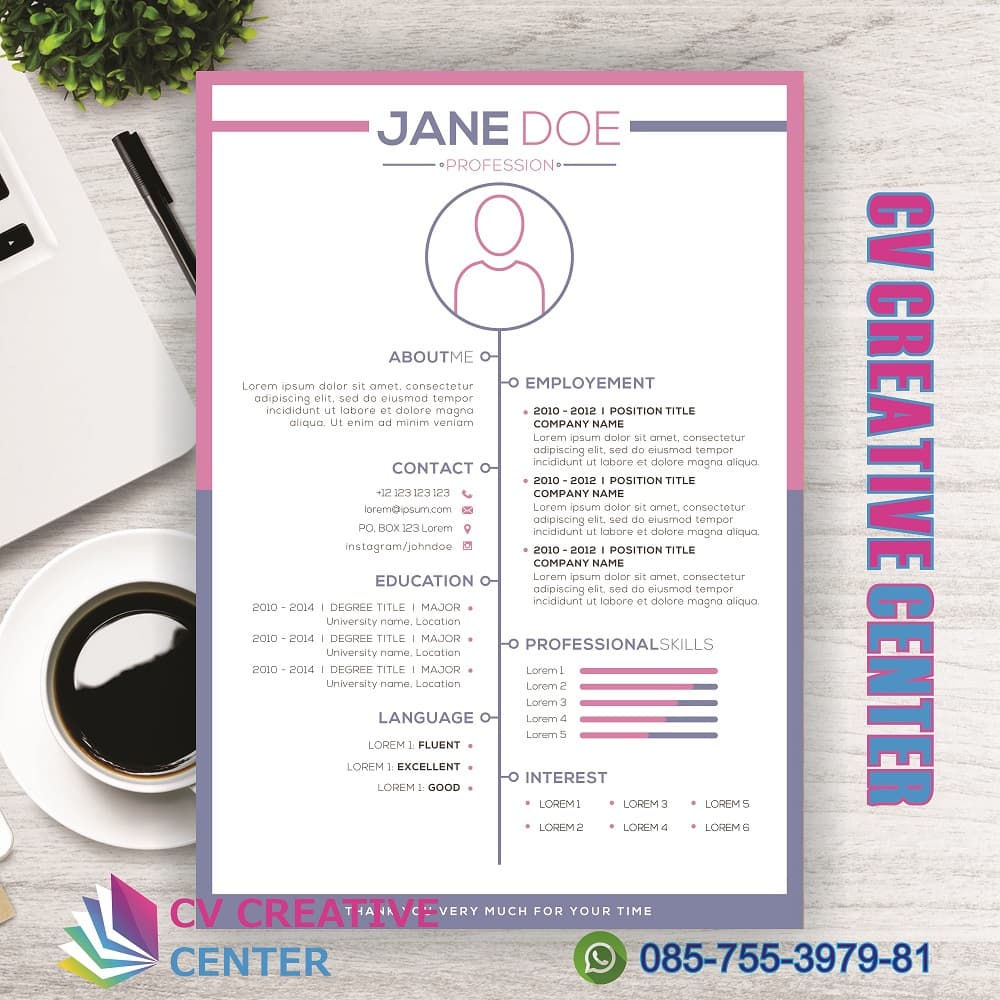 JANE DOE
PROFESSION
ABOUTME
Lorem ipsum dolor sit amet, consectetur
adipiscing elit, sed do eiusmod tempor
incididunt ut labore et dolore magna
aliqua. Ut enim ad minim veniam
CONTACT
+12 123 123 123
lorem@ipsum.com
PO. BOX 123 Lorem
instagram/johndoe
EDUCATION
2010 - 2014 I DEGREE TITLE I MAJOR
University name, Location
2010 - 2014 I DEGREE TITLE I MAJOR
University name, Location
2010 - 2014 I DEGREE TITLE I MAJOR
University name, Location
LANGUAGE
LOREM 1: FLUENT
LOREM 1: EXCELLENT
LOREM 1: GOOD
EMPLOYEMENT
2010 - 2012 I POSITION TITLE
COMPANY NAME
Lorem ipsum dolor sit amet, consectetur
adipiscing elit, sed do eiusmod tempor
incididunt ut labore et dolore magna aliqua.
2010 - 2012 I POSITION TITLE
COMPANY NAME
Lorem ipsum dolor sit amet, consectetur
adipiscing elit, sed do eiusmod tempor
incididunt ut labore et dolore magna aliqua.
2010 - 2012 I POSITION TITLE
COMPANY NAME
Lorem ipsum dolor sit amet, consectetur
adipiscing elit, sed do eiusmod tempor
incididunt ut labore et dolore magna aliqua.
PROFESSIONALSKILLS
Lorem 1
Lorem 2
Lorem 3
Lorem 4
Lorem 5
INTEREST
LOREM 1 LOREM 3 LOREM 5
LOREM 2 LOREM 4 LOREM 6
THANK YOU VERY MUCH FOR YOUR TIME
CV CREATIVE CENTER
CV CREATIVE
CENTER
085-755-3979-81